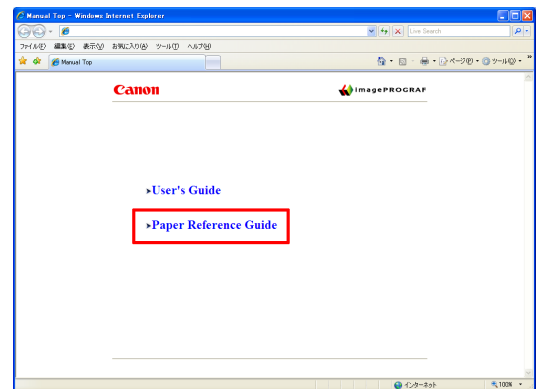 Manual Top - Windows Internet Explorer
Live Search
ファイル(F) 編集(E) 表示(V) お気に入り(A) ツール(T) ヘルプ(H)
Manual Top
ページ(P) ツール(O)
Canon
imagePROGRAF
User's Guide
Paper Reference Guide
インターネット
100%